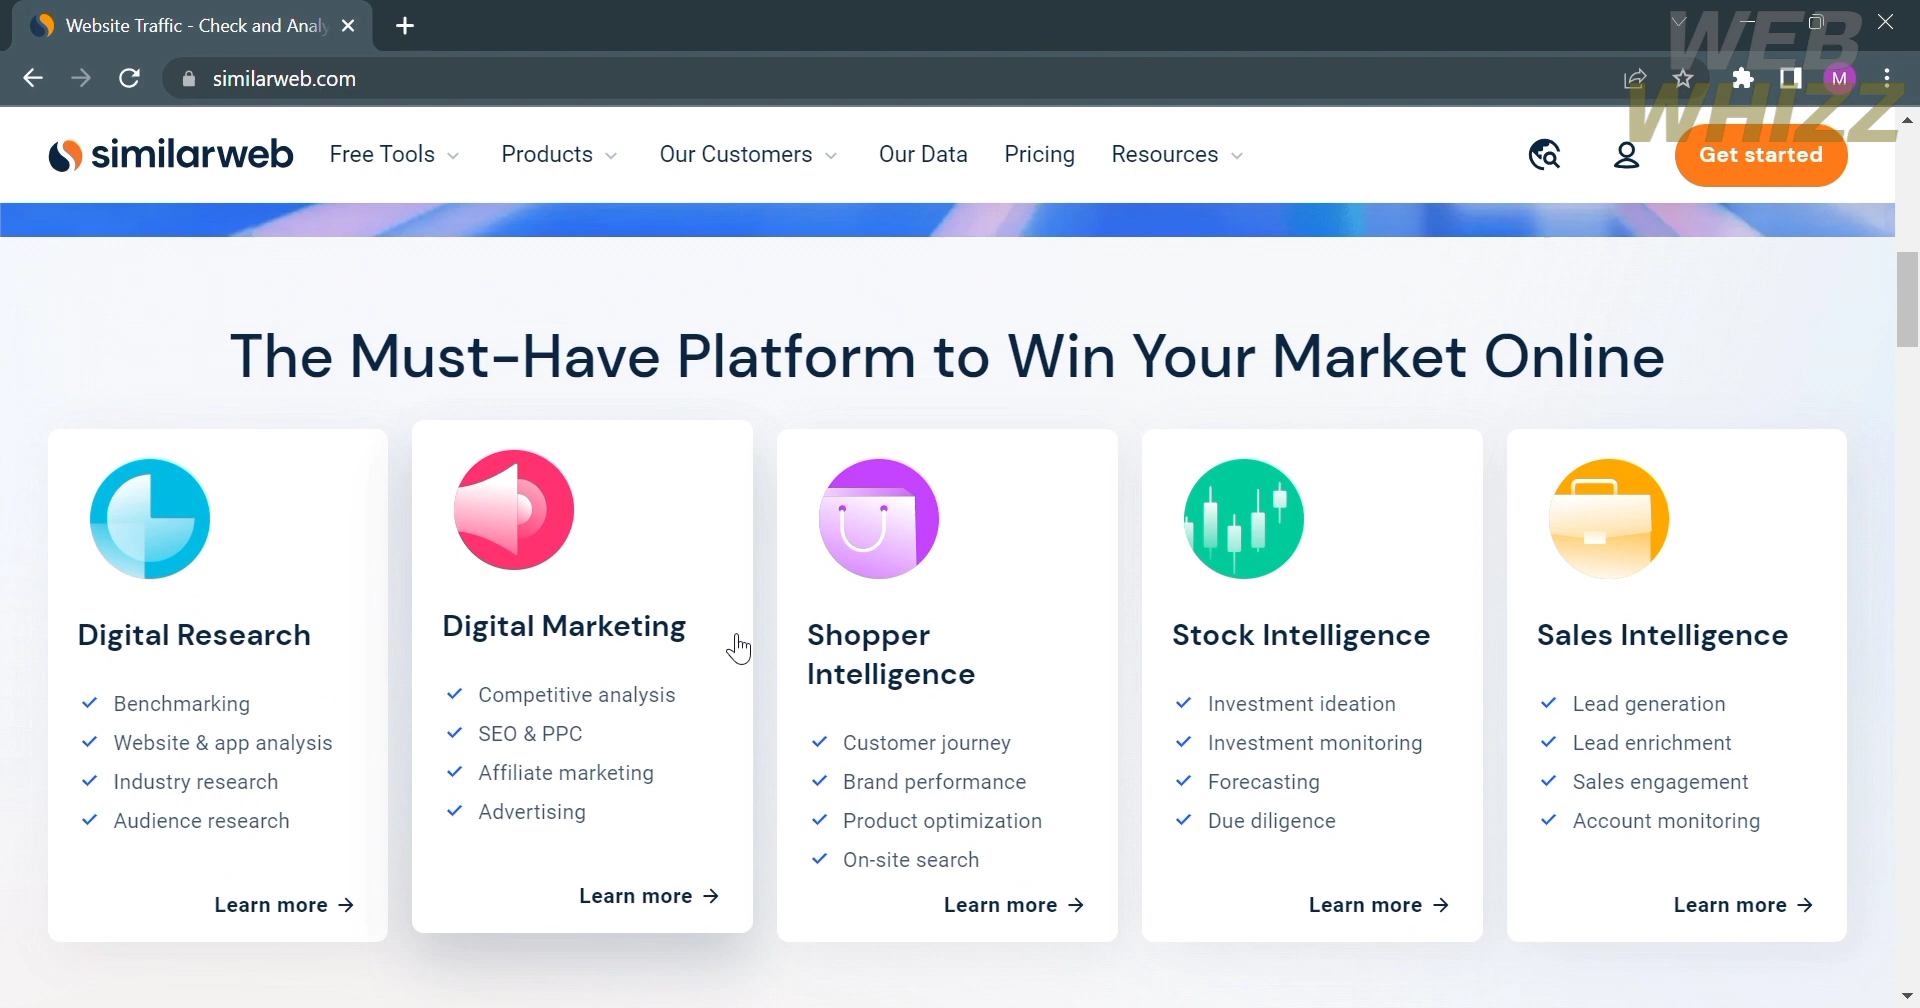 Website Traffic - Check and Analy
similarweb.com
M
WEB
WHIZZ
similarweb
Free Tools
Products
Our Customers
Our Data
Pricing
Resources
Get started
The Must-Have Platform to Win Your Market Online
Digital Research
Benchmarking
Website & app analysis
Industry research
Audience research
Learn more →
Digital Marketing
Competitive analysis
SEO & PPC
Affiliate marketing
Advertising
Learn more →
Shopper
Intelligence
Customer journey
Brand performance
Product optimization
On-site search
Learn more →
Stock Intelligence
Investment ideation
Investment monitoring
Forecasting
Due diligence
Learn more →
Sales Intelligence
Lead generation
Lead enrichment
Sales engagement
Account monitoring
Learn more →